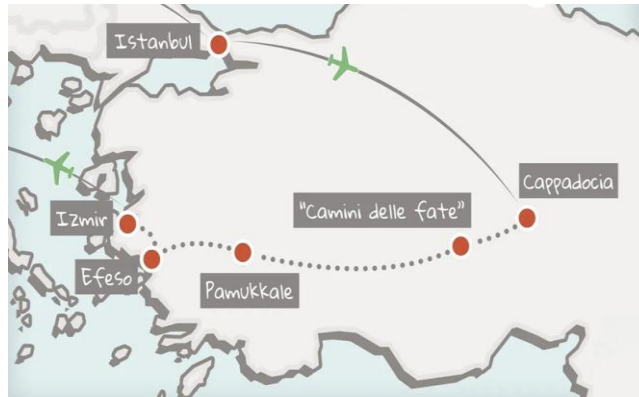 Istanbul
Cappadocia
"Camini delle fate"
Izmir
Efeso
Pamukkale